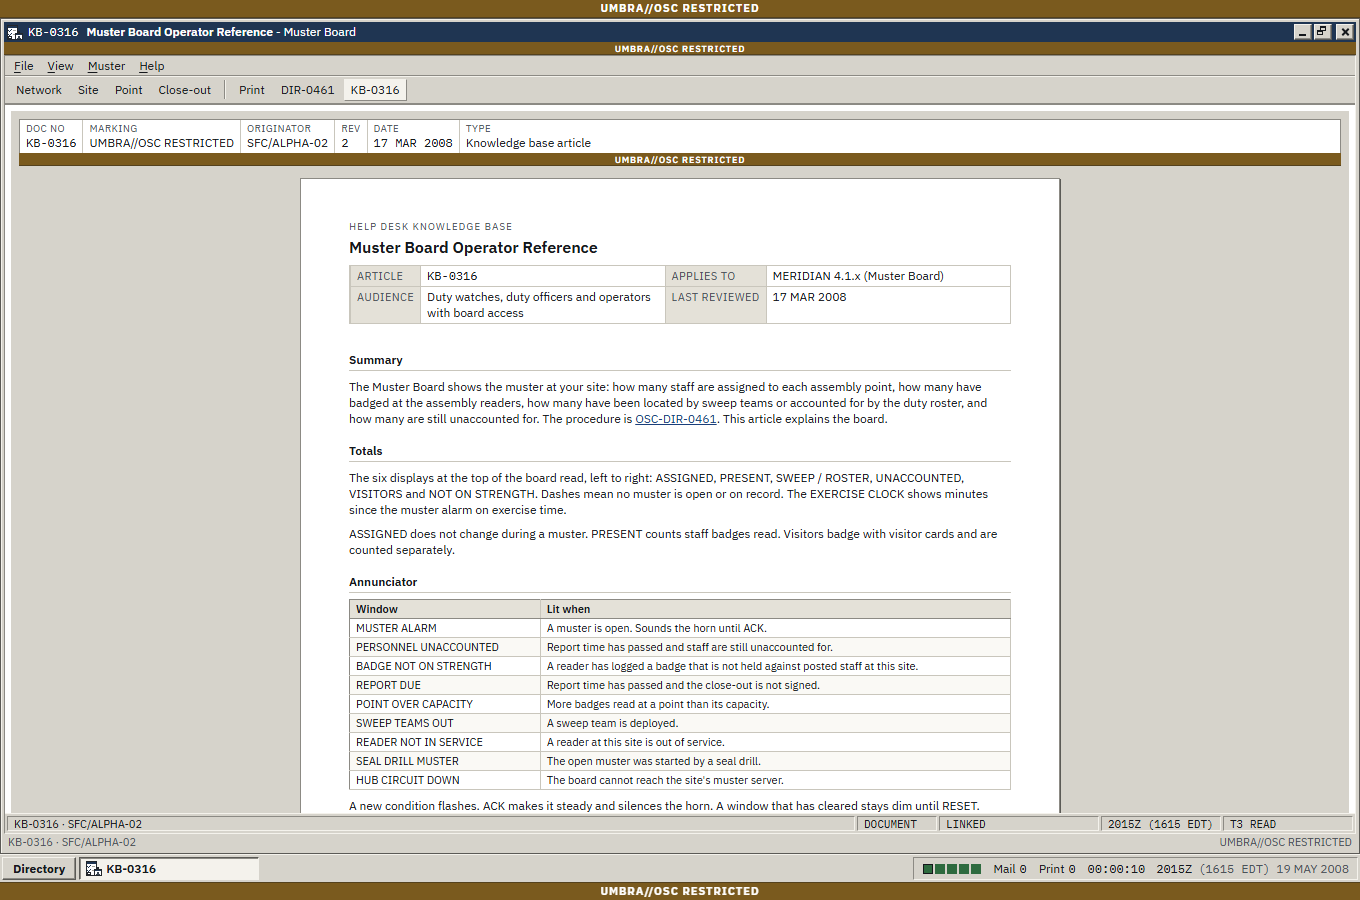 UMBRA//OSC RESTRICTED
KB-0316 Muster Board Operator Reference - Muster Board
UMBRA//OSC RESTRICTED
File View Muster Help
Network Site Point Close-out Print DIR-0461 KB-0316
DOC NO MARKING ORIGINATOR REV DATE TYPE
KB-0316 UMBRA//OSC RESTRICTED SFC/ALPHA-02 2 17 MAR 2008 Knowledge base article
UMBRA//OSC RESTRICTED
HELP DESK KNOWLEDGE BASE
Muster Board Operator Reference
ARTICLE KB-0316 APPLIES TO MERIDIAN 4.1.x (Muster Board)
AUDIENCE Duty watches, duty officers and operators LAST REVIEWED 17 MAR 2008
with board access
Summary
The Muster Board shows the muster at your site: how many staff are assigned to each assembly point, how many have
badged at the assembly readers, how many have been located by sweep teams or accounted for by the duty roster, and
how many are still unaccounted for. The procedure is OSC-DIR-0461. This article explains the board.
Totals
The six displays at the top of the board read, left to right: ASSIGNED, PRESENT, SWEEP / ROSTER, UNACCOUNTED,
VISITORS and NOT ON STRENGTH. Dashes mean no muster is open or on record. The EXERCISE CLOCK shows minutes
since the muster alarm on exercise time.
ASSIGNED does not change during a muster. PRESENT counts staff badges read. Visitors badge with visitor cards and are
counted separately.
Annunciator
Window Lit when
MUSTER ALARM A muster is open. Sounds the horn until ACK.
PERSONNEL UNACCOUNTED Report time has passed and staff are still unaccounted for.
BADGE NOT ON STRENGTH A reader has logged a badge that is not held against posted staff at this site.
REPORT DUE Report time has passed and the close-out is not signed.
POINT OVER CAPACITY More badges read at a point than its capacity.
SWEEP TEAMS OUT A sweep team is deployed.
READER NOT IN SERVICE A reader at this site is out of service.
SEAL DRILL MUSTER The open muster was started by a seal drill.
HUB CIRCUIT DOWN The board cannot reach the site's muster server.
A new condition flashes. ACK makes it steady and silences the horn. A window that has cleared stays dim until RESET.
KB-0316 · SFC/ALPHA-02 DOCUMENT LINKED 2015Z (1615 EDT) T3 READ
KB-0316 · SFC/ALPHA-02 UMBRA//OSC RESTRICTED
Directory KB-0316 Mail 0 Print 0 00:00:10 2015Z (1615 EDT) 19 MAY 2008
UMBRA//OSC RESTRICTED